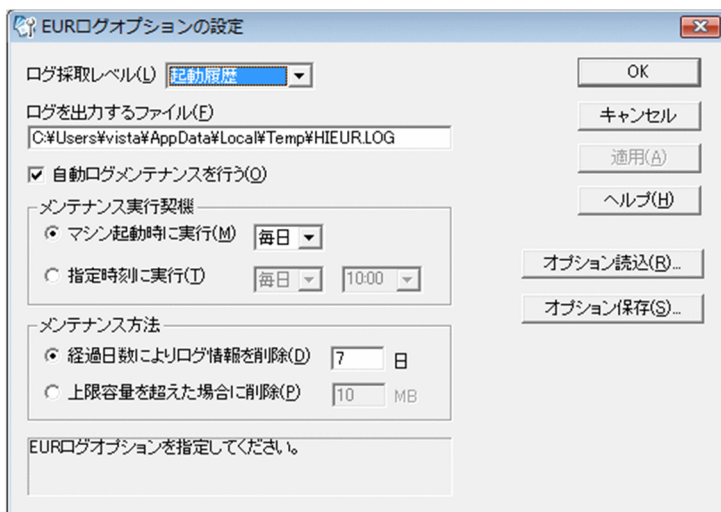 EURログオプションの設定
ログ採取レベル(L) 起動履歴
OK
ログを出力するファイル(F)
キャンセル
C:¥Users¥vista¥AppData¥Local¥Temp¥HIEUR.LOG
適用(A)
自動ログメンテナンスを行う(O)
ヘルプ(H)
メンテナンス実行契機
マシン起動時に実行(M) 毎日
オプション読込(R)...
指定時刻に実行(T) 毎日 10:00
オプション保存(S)...
メンテナンス方法
経過日数によりログ情報を削除(D) 7 日
上限容量を超えた場合に削除(P) 10 MB
EURログオプションを指定してください。